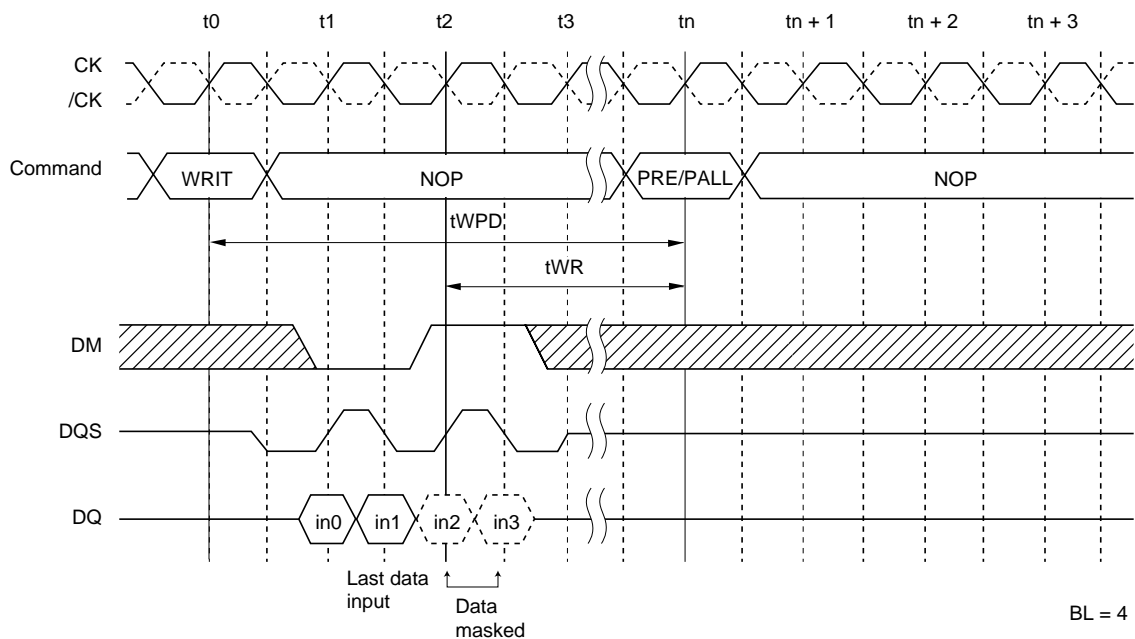 t0 t1 t2 t3 tn tn + 1 tn + 2 tn + 3
CK
/CK
Command WRIT NOP PRE/PALL NOP
tWPD
tWR
DM
DQS
DQ in0 in1 in2 in3
Last data
input
Data
masked
BL = 4